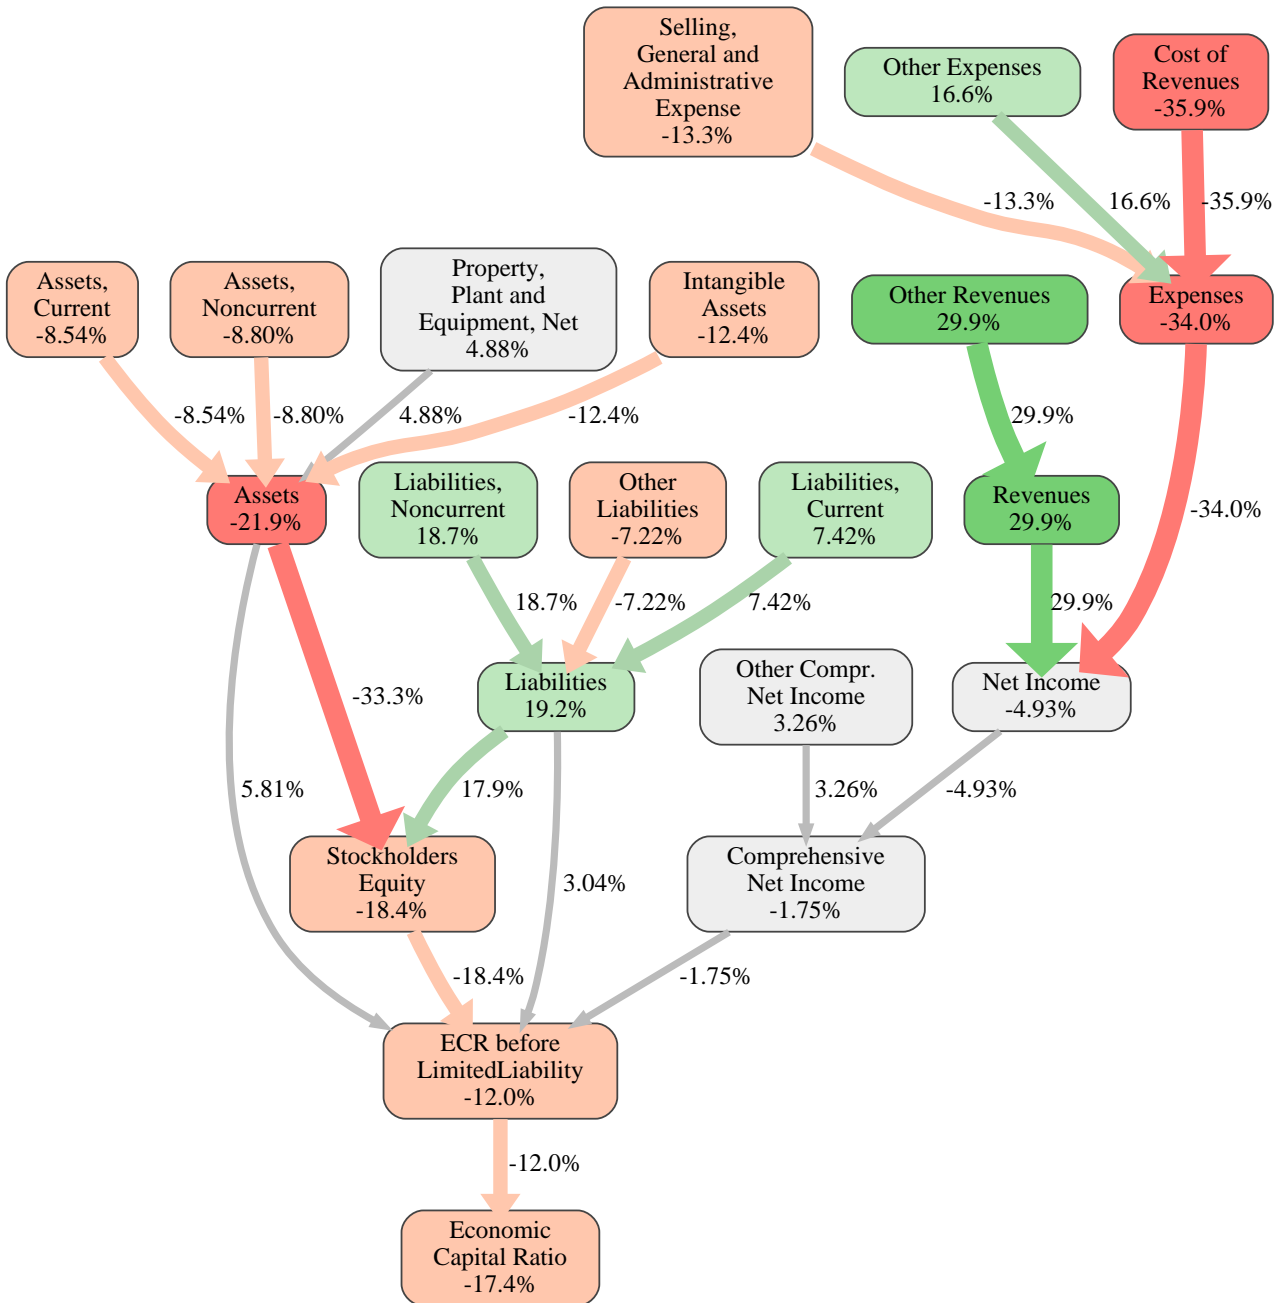 Selling,
General and
Administrative
Expense
-13.3%
Other Expenses
16.6%
Cost of
Revenues
-35.9%
-13.3%
16.6%
-35.9%
Assets,
Current
-8.54%
Assets,
Noncurrent
-8.80%
Property,
Plant and
Equipment, Net
4.88%
Intangible
Assets
-12.4%
Other Revenues
29.9%
Expenses
-34.0%
-8.54%
-8.80%
4.88%
-12.4%
29.9%
Assets
-21.9%
Liabilities,
Noncurrent
18.7%
Other
Liabilities
-7.22%
Liabilities,
Current
7.42%
Revenues
29.9%
-34.0%
18.7%
-7.22%
7.42%
29.9%
-33.3%
Liabilities
19.2%
Other Compr.
Net Income
3.26%
Net Income
-4.93%
5.81%
17.9%
3.26%
-4.93%
Stockholders
Equity
-18.4%
3.04%
Comprehensive
Net Income
-1.75%
-18.4%
-1.75%
ECR before
LimitedLiability
-12.0%
-12.0%
Economic
Capital Ratio
-17.4%